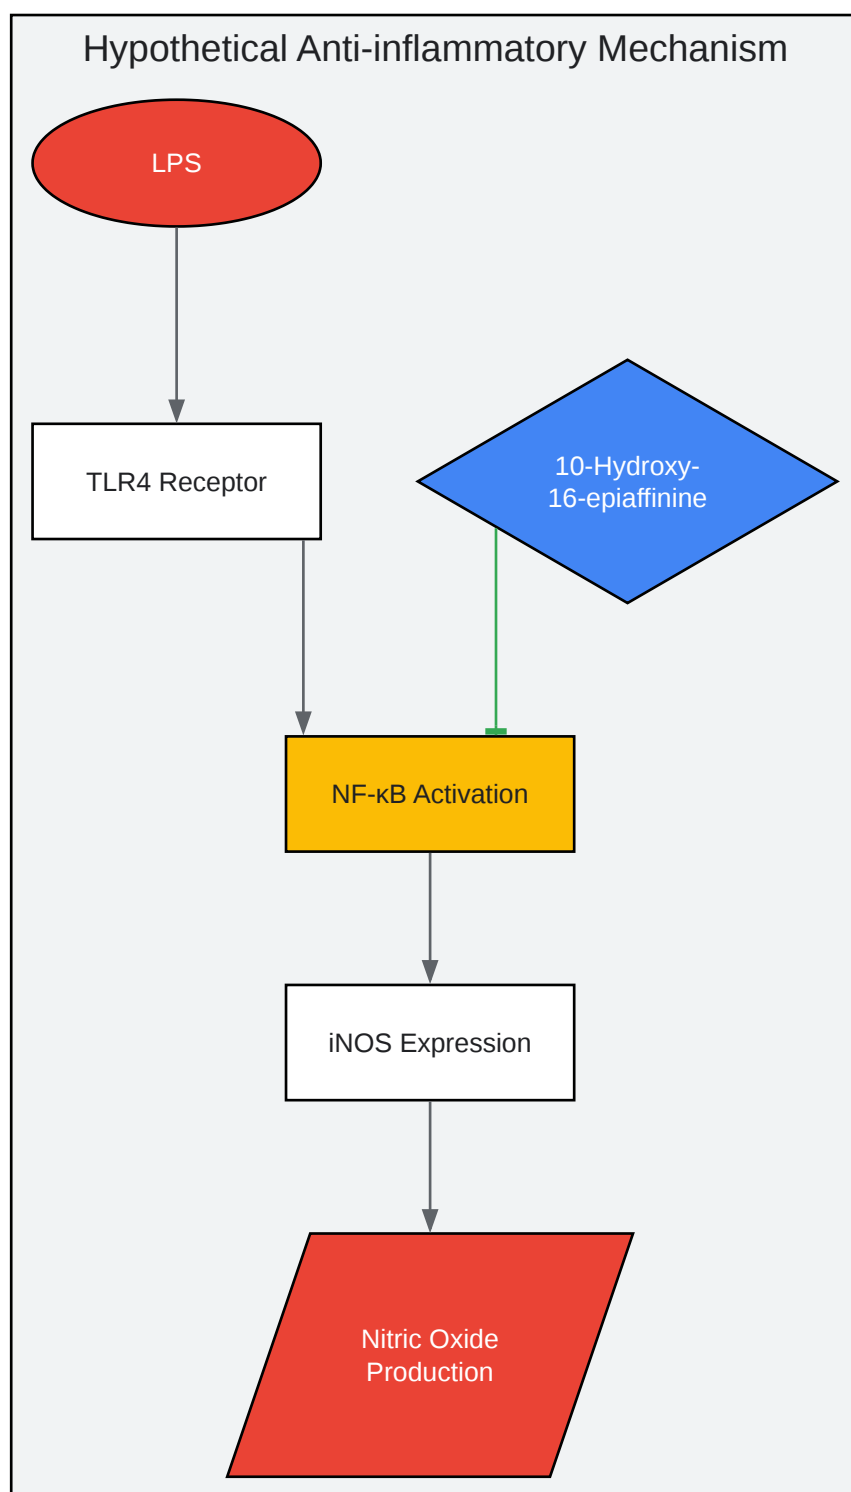 Hypothetical Anti-inflammatory Mechanism
LPS
TLR4 Receptor
10-Hydroxy-
16-epiaffinine
NF-κB Activation
iNOS Expression
Nitric Oxide
Production